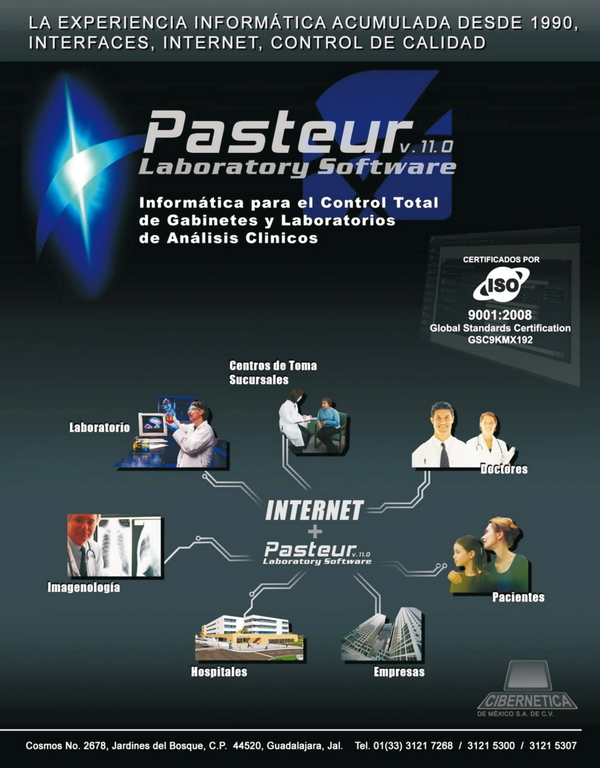 LA EXPERIENCIA INFORMÁTICA ACUMULADA DESDE 1990,
INTERFACES, INTERNET, CONTROL DE CALIDAD
Pasteur v.11.0
Laboratory Software
Informática para el Control Total
de Gabinetes y Laboratorios
de Análisis Clinicos
CERTIFICADOS POR
ISO
9001:2008
Global Standards Certification
GSC9KMX192
Centros de Toma
Sucursales
Laboratorio
Doctores
INTERNET
+
Pasteur v.11.0
Laboratory Software
Imagenología
Pacientes
Hospitales
Empresas
CIBERNETICA
DE MÉXICO S.A. DE C.V.
Cosmos No. 2678, Jardines del Bosque, C.P. 44520, Guadalajara, Jal. Tel. 01(33) 3121 7268 / 3121 5300 / 3121 5307